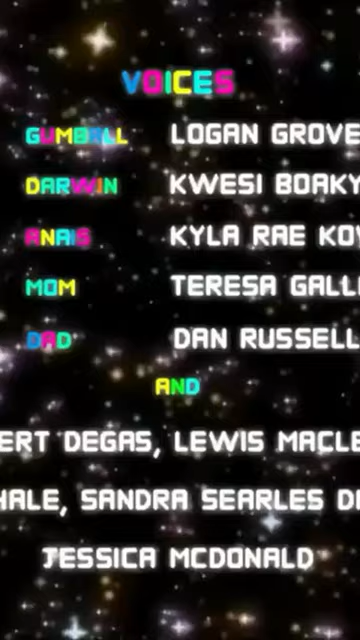 VOICES
GUMBALL LOGAN GROVE
DARWIN KWESI BOAKY
ANAIS KYLA RAE KOW
MOM TERESA GALL
DAD DAN RUSSELL
AND
ERT DEGAS, LEWIS MACLE
HALE, SANDRA SEARLES D
JESSICA MCDONALD